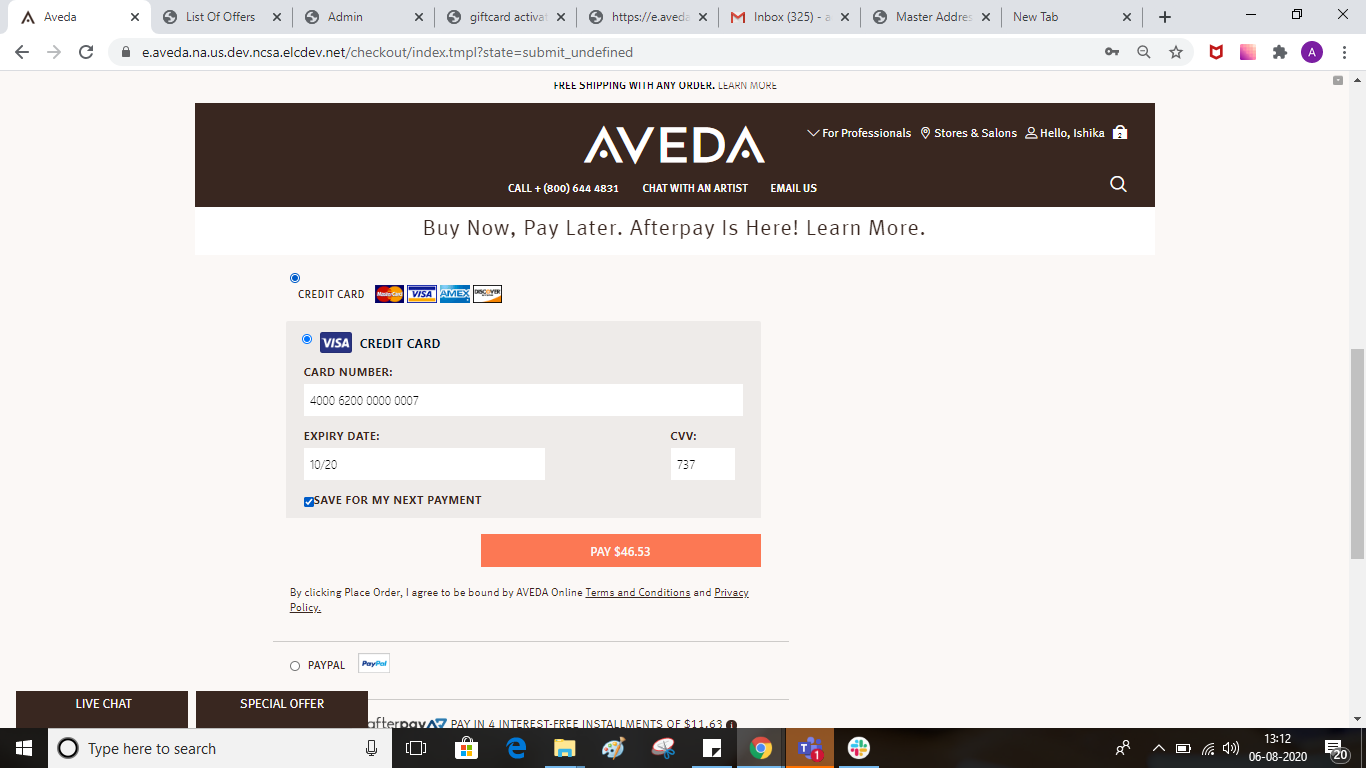 Aveda
List Of Offers
Admin
giftcard activat
https://e.aveda
Inbox (325) - a
Master Addres
New Tab
e.aveda.na.us.dev.ncsa.elcdev.net/checkout/index.tmpl?state=submit_undefined
A
FREE SHIPPING WITH ANY ORDER. LEARN MORE
AVEDA
For Professionals
Stores & Salons
Hello, Ishika
2
CALL + (800) 644 4831
CHAT WITH AN ARTIST
EMAIL US
Buy Now, Pay Later. Afterpay Is Here! Learn More.
CREDIT CARD MasterCard VISA AMEX DISCOVER
VISA CREDIT CARD
CARD NUMBER:
4000 6200 0000 0007
EXPIRY DATE: CVV:
10/20 737
SAVE FOR MY NEXT PAYMENT
PAY $46.53
By clicking Place Order, I agree to be bound by AVEDA Online Terms and Conditions and Privacy
Policy.
PAYPAL PayPal
LIVE CHAT
SPECIAL OFFER
afterpay PAY IN 4 INTEREST-FREE INSTALLMENTS OF $11.63 i
Type here to search
T
1
13:12
06-08-2020
20